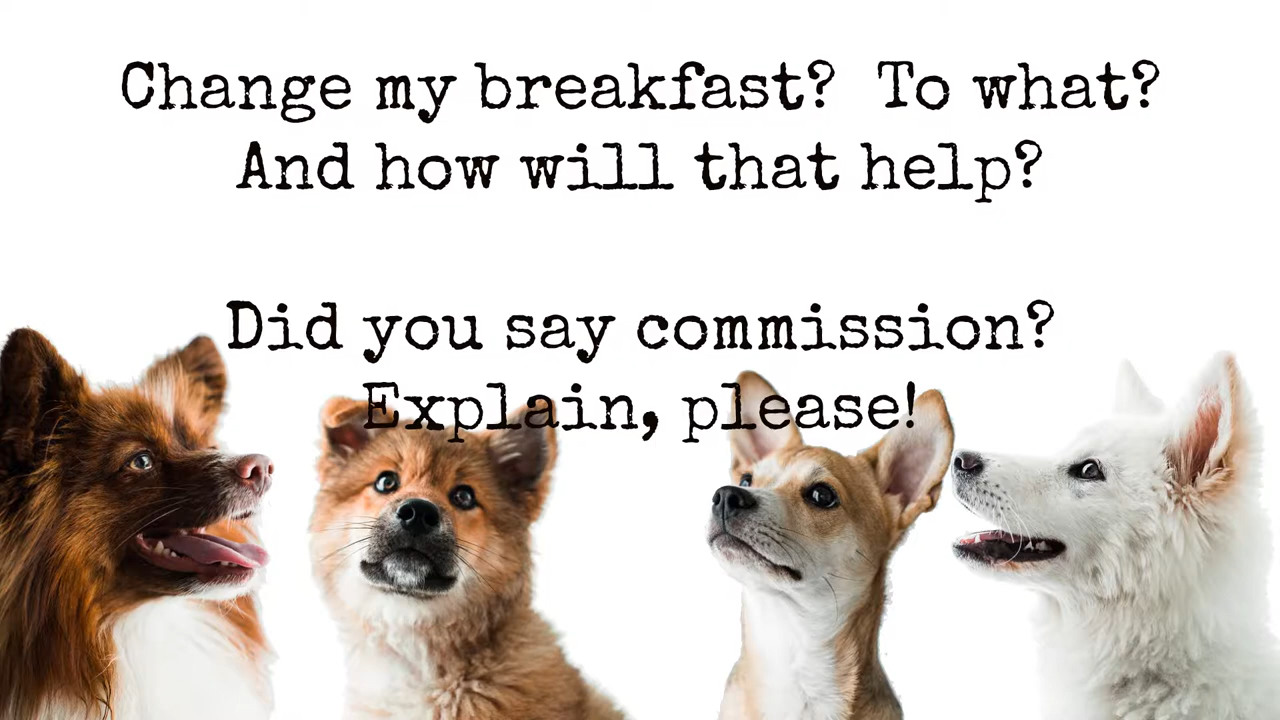 Change my breakfast? To what?
And how will that help?
Did you say commission?
Explain, please!